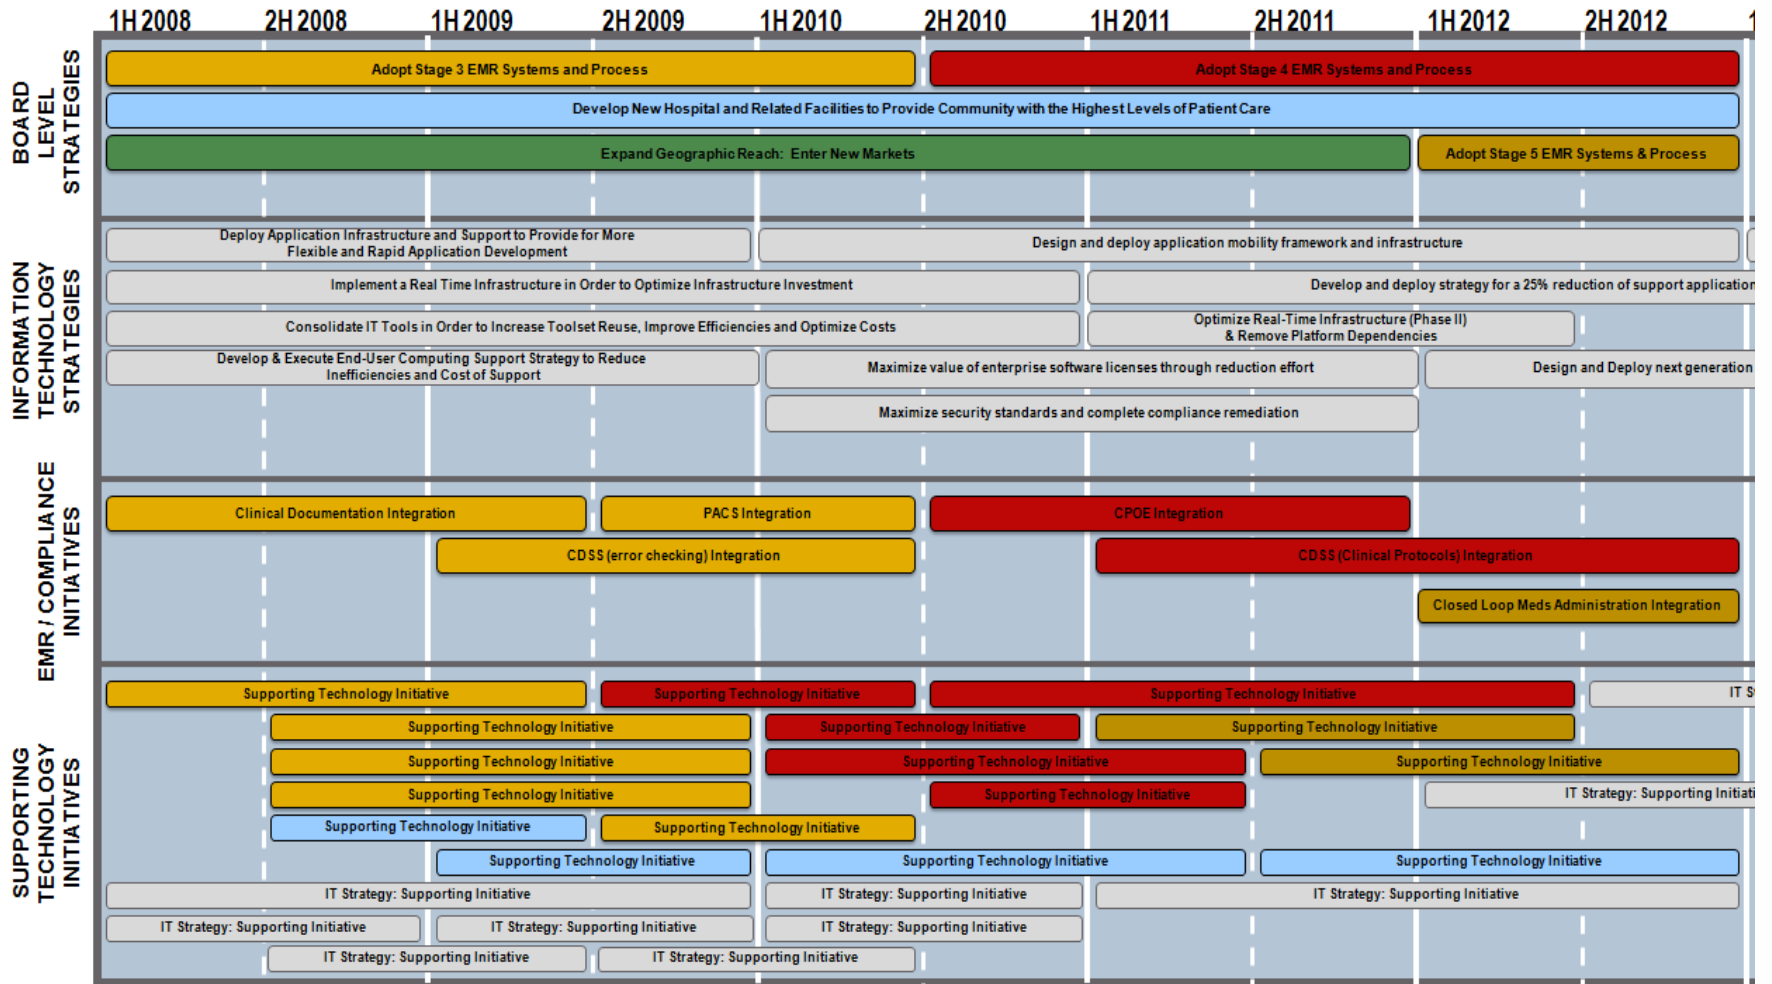 1H 2008 2H 2008 1H 2009 2H 2009 1H 2010 2H 2010 1H 2011 2H 2011 1H 2012 2H 2012 1
BOARD
LEVEL
STRATEGIES
Adopt Stage 3 EMR Systems and Process
Adopt Stage 4 EMR Systems and Process
Develop New Hospital and Related Facilities to Provide Community with the Highest Levels of Patient Care
Expand Geographic Reach: Enter New Markets
Adopt Stage 5 EMR Systems & Process
INFORMATION
TECHNOLOGY
STRATEGIES
Deploy Application Infrastructure and Support to Provide for More
Flexible and Rapid Application Development
Design and deploy application mobility framework and infrastructure
Implement a Real Time Infrastructure in Order to Optimize Infrastructure Investment
Develop and deploy strategy for a 25% reduction of support application
Consolidate IT Tools in Order to Increase Toolset Reuse, Improve Efficiencies and Optimize Costs
Optimize Real-Time Infrastructure (Phase II)
& Remove Platform Dependencies
Develop & Execute End-User Computing Support Strategy to Reduce
Inefficiencies and Cost of Support
Maximize value of enterprise software licenses through reduction effort
Design and Deploy next generation
Maximize security standards and complete compliance remediation
EMR / COMPLIANCE
INITIATIVES
Clinical Documentation Integration
PACS Integration
CPOE Integration
CDSS (error checking) Integration
CDSS (Clinical Protocols) Integration
Closed Loop Meds Administration Integration
SUPPORTING
TECHNOLOGY
INITIATIVES
Supporting Technology Initiative
Supporting Technology Initiative
Supporting Technology Initiative
IT S
Supporting Technology Initiative
Supporting Technology Initiative
Supporting Technology Initiative
Supporting Technology Initiative
Supporting Technology Initiative
Supporting Technology Initiative
Supporting Technology Initiative
Supporting Technology Initiative
IT Strategy: Supporting Initiati
Supporting Technology Initiative
Supporting Technology Initiative
Supporting Technology Initiative
Supporting Technology Initiative
Supporting Technology Initiative
IT Strategy: Supporting Initiative
IT Strategy: Supporting Initiative
IT Strategy: Supporting Initiative
IT Strategy: Supporting Initiative
IT Strategy: Supporting Initiative
IT Strategy: Supporting Initiative
IT Strategy: Supporting Initiative
IT Strategy: Supporting Initiative